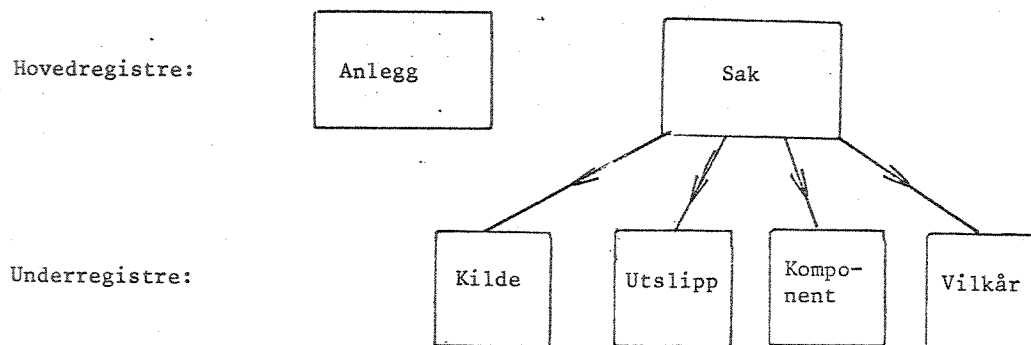 Hovedregistre:
Anlegg
Sak
Underregistre:
Kilde
Utslipp
Kompo-
nent
Vilkår